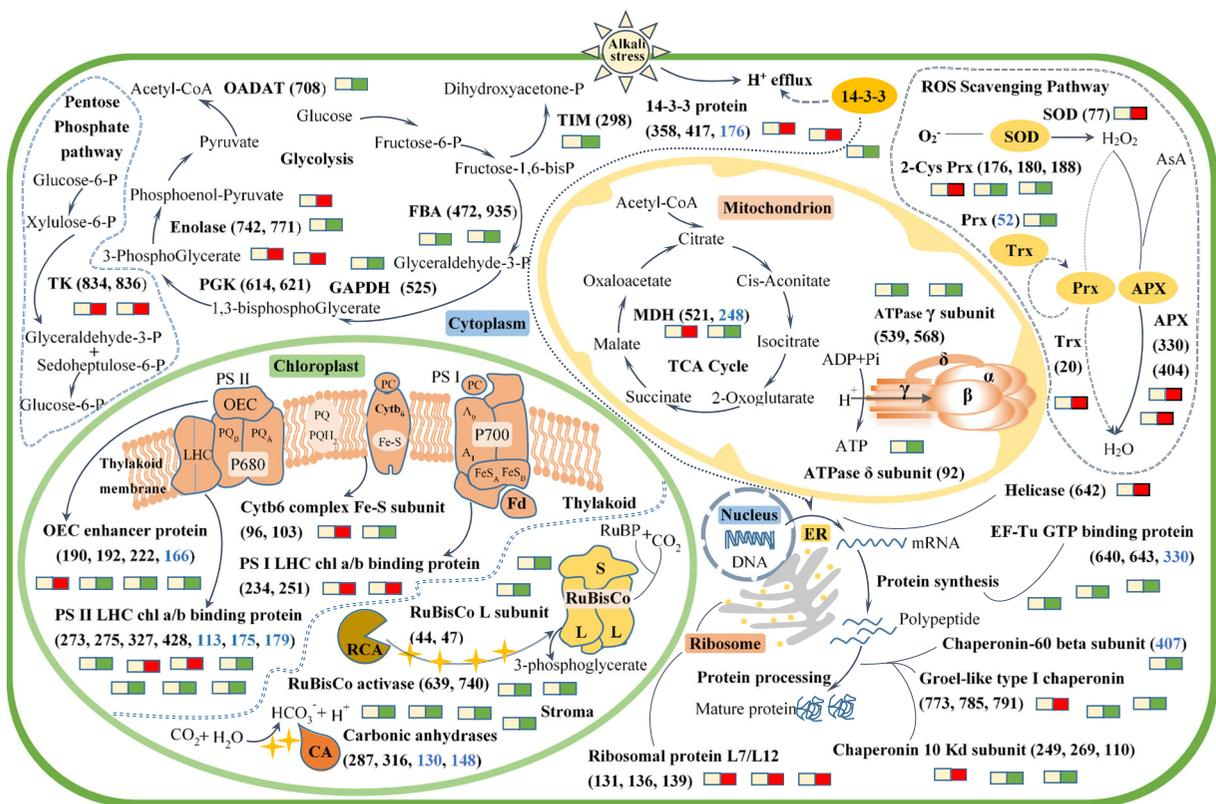 Alkali
stress
H⁺ efflux
14-3-3
14-3-3 protein
(358, 417, 176)
Pentose
Phosphate
pathway
Glucose-6-P
Xylulose-6-P
TK (834, 836)
Glyceraldehyde-3-P
+
Sedoheptulose-6-P
Glucose-6-P
Acetyl-CoA
OADAT (708)
Pyruvate
Glucose
Glycolysis
Fructose-6-P
Dihydroxyacetone-P
TIM (298)
Fructose-1,6-bisP
Phosphoenol-Pyruvate
Enolase (742, 771)
FBA (472, 935)
3-PhosphoGlycerate
Glyceraldehyde-3-P
PGK (614, 621)
GAPDH (525)
1,3-bisphosphoGlycerate
Cytoplasm
ROS Scavenging Pathway
SOD (77)
O₂⁻
SOD
H₂O₂
AsA
2-Cys Prx (176, 180, 188)
Prx (52)
Trx
Prx
APX
Trx
(20)
APX
(330)
(404)
H₂O
Mitochondrion
Acetyl-CoA
Citrate
Oxaloacetate
Cis-Aconitate
MDH (521, 248)
Malate
Isocitrate
TCA Cycle
Succinate
2-Oxoglutarate
ATPase γ subunit
(539, 568)
ADP+Pi
H⁺
ATP
γ
δ
α
β
ATPase δ subunit (92)
Chloroplast
PS II
OEC
PQ_B
PQ_A
LHC
P680
Thylakoid
membrane
PQ
PQH₂
PC
Cytb₆
Fe-S
PS I
PC
A₀
P700
A₁
FeS_A
FeS_B
Fd
Thylakoid
OEC enhancer protein
(190, 192, 222, 166)
Cytb6 complex Fe-S subunit
(96, 103)
PS I LHC chl a/b binding protein
(234, 251)
PS II LHC chl a/b binding protein
(273, 275, 327, 428, 113, 175, 179)
RuBP
+CO₂
S
RuBisCo
L
L
RuBisCo L subunit
(44, 47)
RCA
3-phosphoglycerate
RuBisCo activase (639, 740)
Stroma
HCO₃⁻ + H⁺
CO₂+ H₂O
CA
Carbonic anhydrases
(287, 316, 130, 148)
Nucleus
DNA
ER
Ribosome
Helicase (642)
mRNA
EF-Tu GTP binding protein
(640, 643, 330)
Protein synthesis
Polypeptide
Chaperonin-60 beta subunit (407)
Protein processing
Groel-like type I chaperonin
(773, 785, 791)
Mature protein
Ribosomal protein L7/L12
(131, 136, 139)
Chaperonin 10 Kd subunit (249, 269, 110)